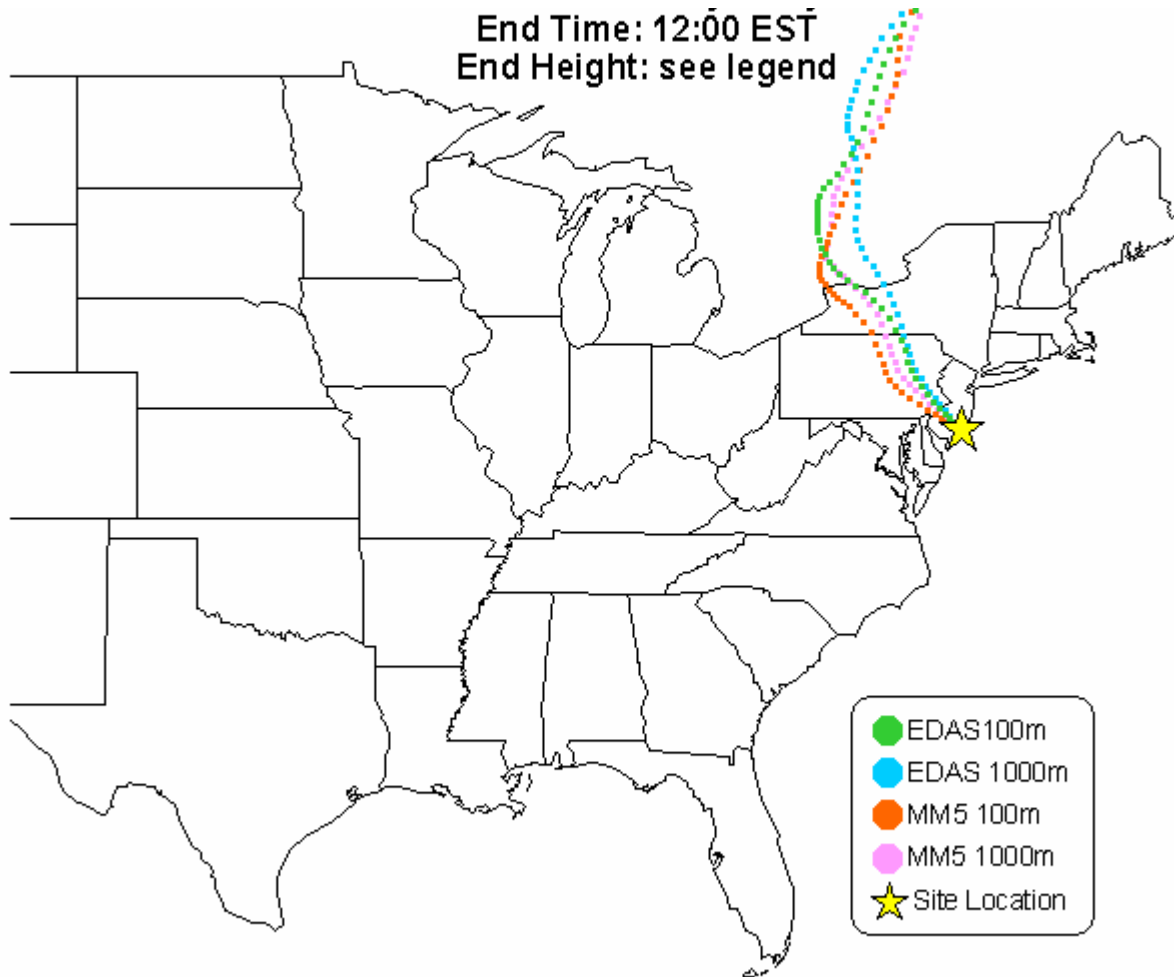 End Time: 12:00 EST
End Height: see legend
EDAS100m
EDAS 1000m
MM5 100m
MM5 1000m
Site Location